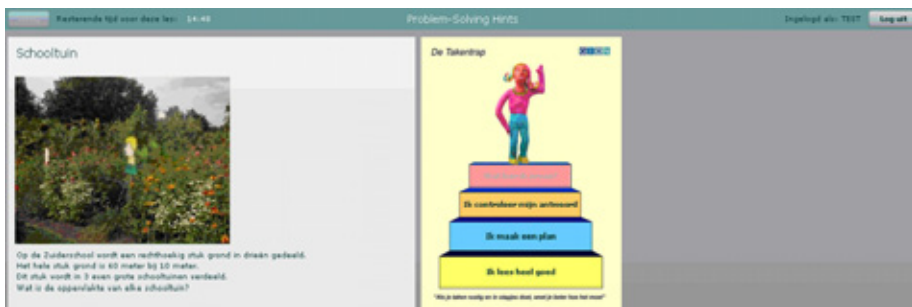 Resterende tijd voor deze les: 14:48
Problem-Solving Hints
Ingelogd als: TEST
Log uit
Schooltuin
Op de Zuiderschool wordt een rechthoekig stuk grond in drieën gedeeld.
Het hele stuk grond is 60 meter bij 10 meter.
Dit stuk wordt in 3 even grote schooltuinen verdeeld.
Wat is de oppervlakte van elke schooltuin?
De Takentrap
Ik controleer mijn antwoord
Ik maak een plan
Ik lees heel goed